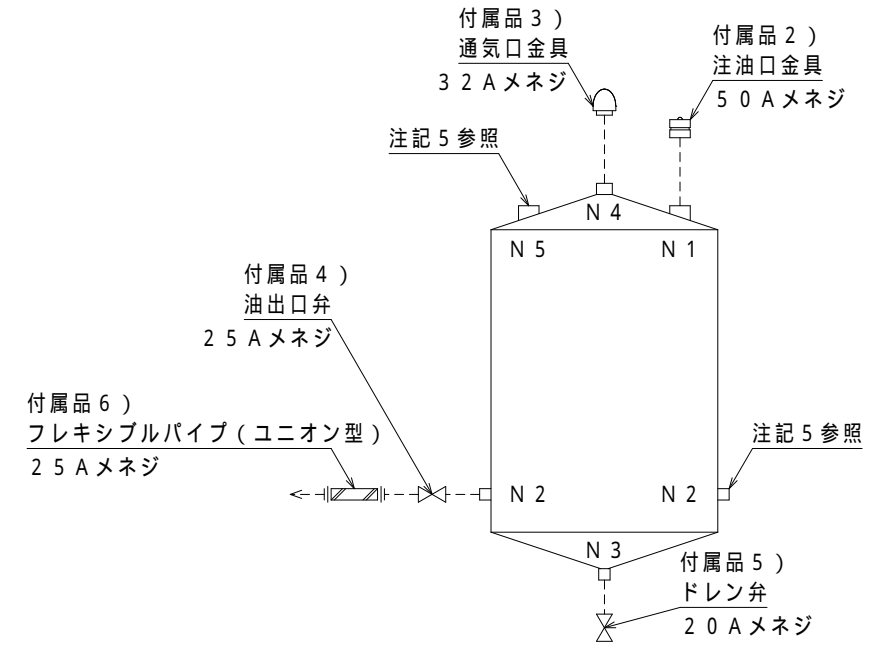 付属品3)
通気口金具
32Aメネジ
付属品2)
注油口金具
50Aメネジ
注記5参照
N4
N5
N1
付属品4)
油出口弁
25Aメネジ
付属品6)
フレキシブルパイプ(ユニオン型)
25Aメネジ
注記5参照
N2
N2
N3
付属品5)
ドレン弁
20Aメネジ